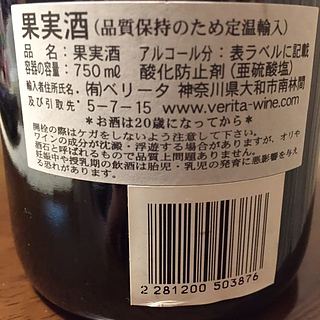 果実酒(品質保持のため定温輸入)
品名:果実酒 アルコール分:表ラベルに記載
容器の容量:750㎖ 酸化防止剤(亜硫酸塩)
輸入者住所氏名、(有)ベリータ 神奈川県大和市南林間
及び引取先 5-7-15 www.verita-wine.com
*お酒は20歳になってから*
開栓の際はケガをしないよう注意して下さい。
ワインの成分が沈澱・浮遊する場合がありますが、オリや
酒石と呼ばれるもので品質上問題ありません。
妊娠中や授乳期の飲酒は胎児・乳児の発育に悪影響を与え
る恐れがあります。
2 281200 503876